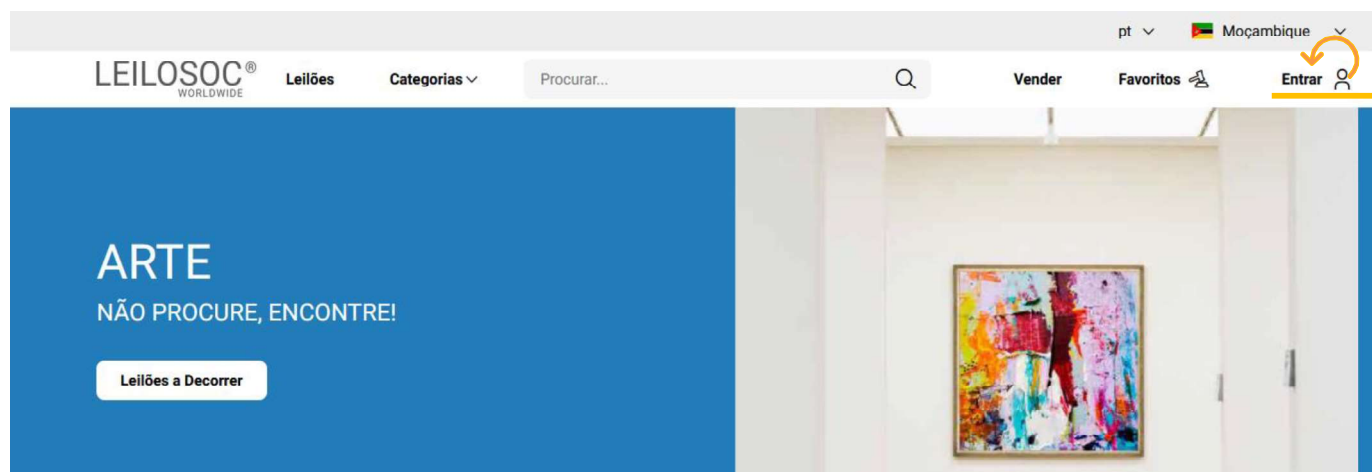 pt Moçambique
LEILOSOC® Leilões Categorias Procurar... Vender Favoritos Entrar
WORLDWIDE
ARTE
NÃO PROCURE, ENCONTRE!
Leilões a Decorrer